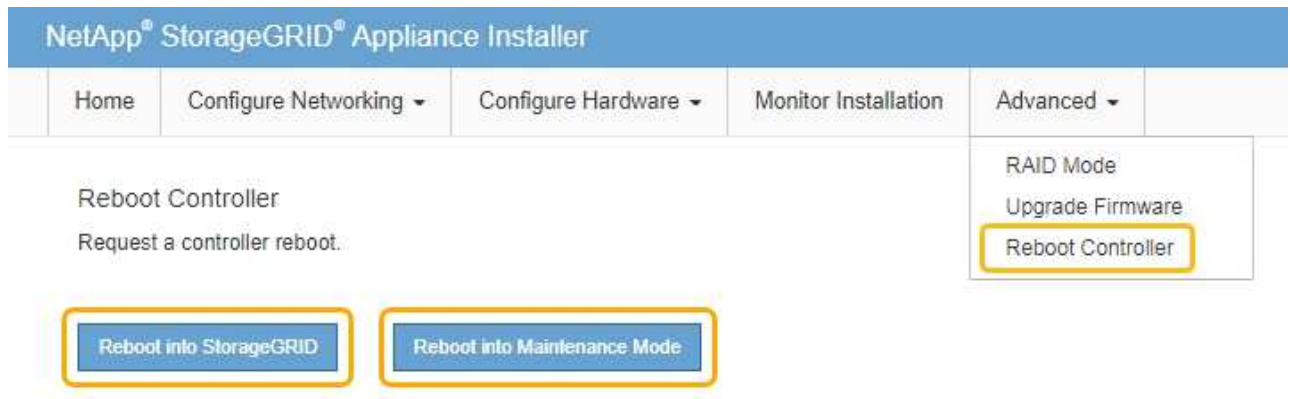 NetApp® StorageGRID® Appliance Installer
Home Configure Networking Configure Hardware Monitor Installation Advanced
RAID Mode
Upgrade Firmware
Reboot Controller
Reboot Controller
Request a controller reboot.
Reboot into StorageGRID Reboot into Maintenance Mode